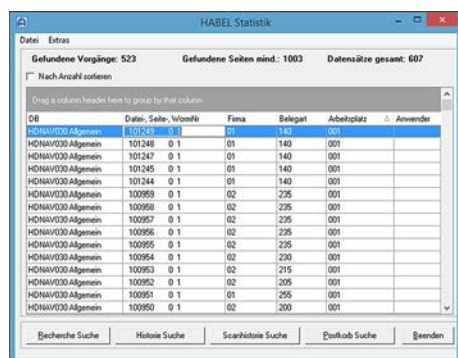 HABEL Statistik
Datei Extras
Gefundene Vorgänge: 523 Gefundene Seiten mind.: 1003 Datensätze gesamt: 607
Nach Anzahl sortieren
Drag a column header here to group by that column
DB Datei-, Seite-, WormNr Firma Belegart Arbeitsplatz Anwender
HDNAV030 Allgemein 101249 0 1 01 140 001
HDNAV030 Allgemein 101248 0 1 01 140 001
HDNAV030 Allgemein 101247 0 1 01 140 001
HDNAV030 Allgemein 101245 0 1 01 140 001
HDNAV030 Allgemein 101244 0 1 01 140 001
HDNAV030 Allgemein 100959 0 1 02 235 001
HDNAV030 Allgemein 100958 0 1 02 235 001
HDNAV030 Allgemein 100957 0 1 02 235 001
HDNAV030 Allgemein 100956 0 1 02 235 001
HDNAV030 Allgemein 100955 0 1 02 235 001
HDNAV030 Allgemein 100954 0 1 02 230 001
HDNAV030 Allgemein 100953 0 1 02 215 001
HDNAV030 Allgemein 100952 0 1 02 205 001
HDNAV030 Allgemein 100951 0 1 01 255 001
HDNAV030 Allgemein 100950 0 1 02 200 001
Recherche Suche Historie Suche Scanhistorie Suche Postkorb Suche Beenden